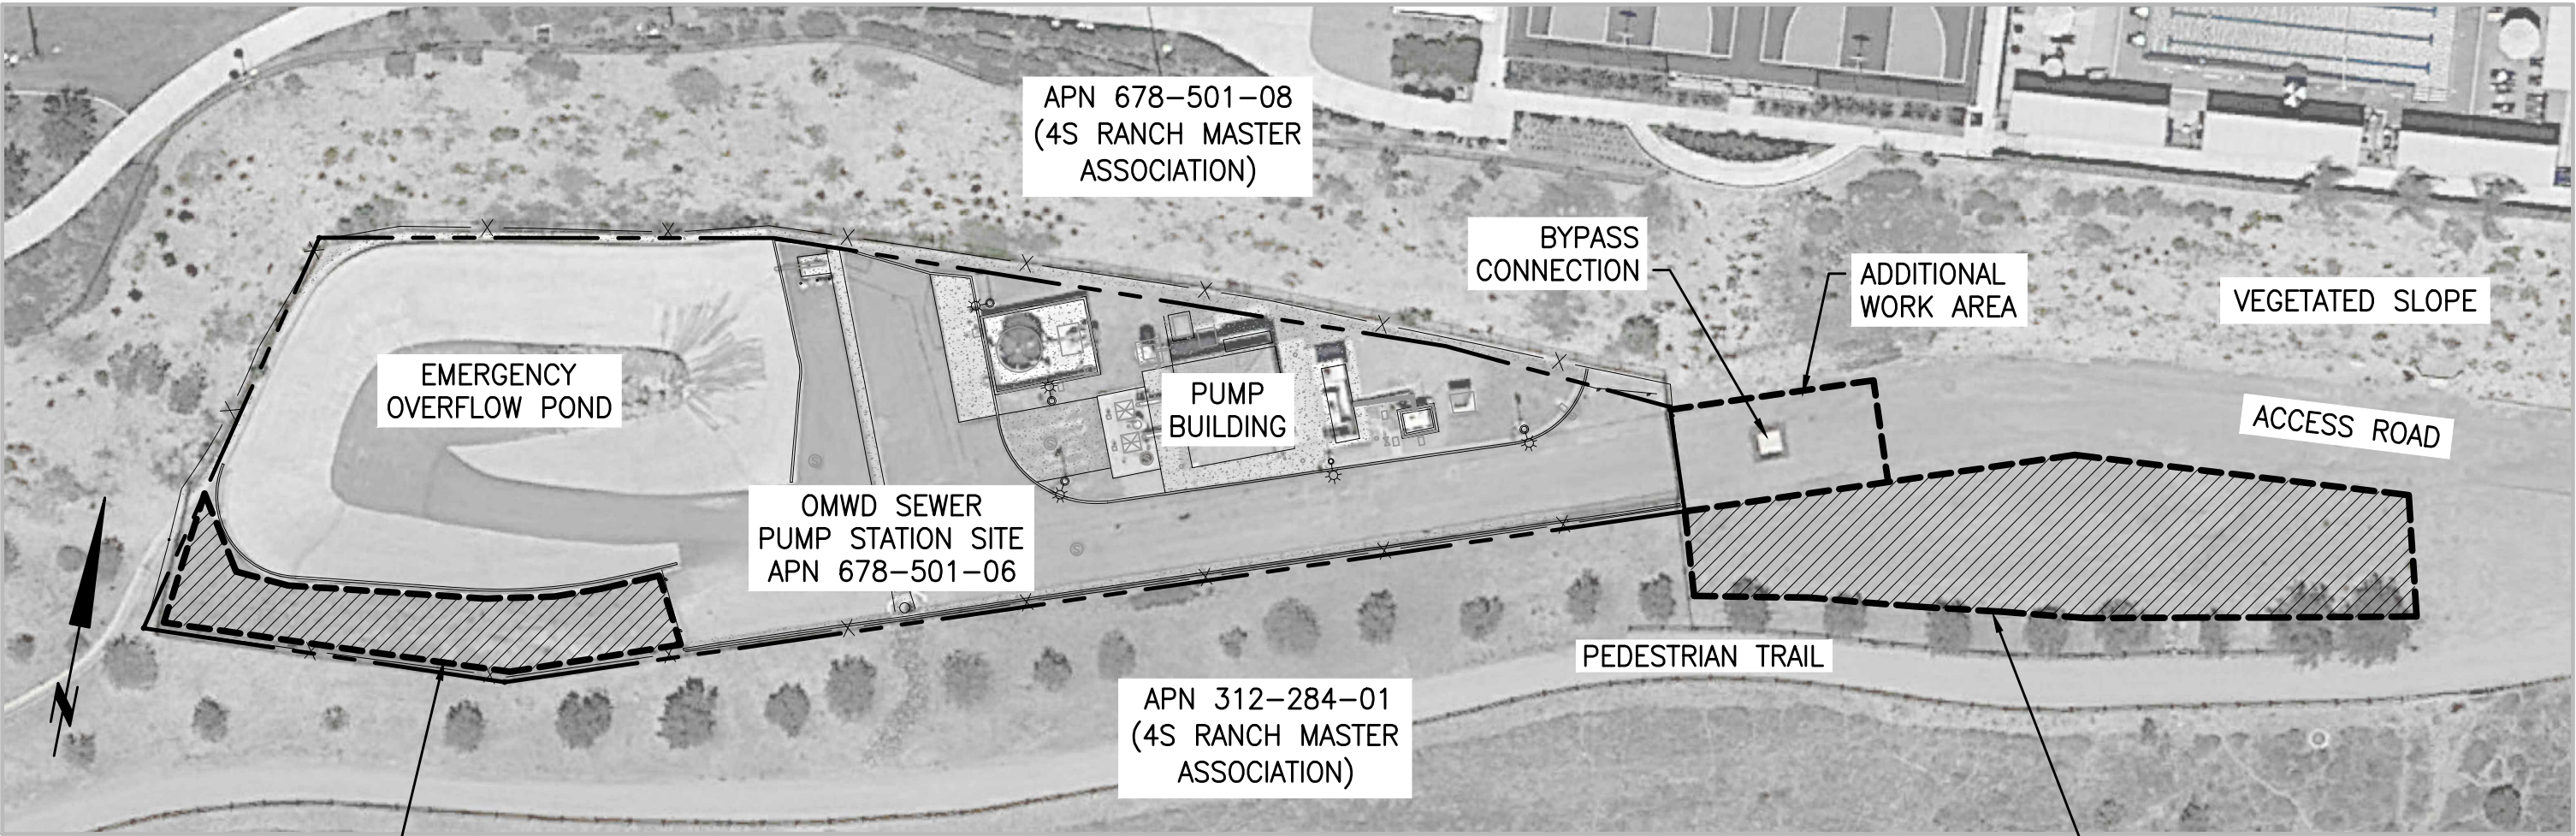 APN 678-501-08
(4S RANCH MASTER
ASSOCIATION)
BYPASS
CONNECTION
ADDITIONAL
WORK AREA
VEGETATED SLOPE
EMERGENCY
OVERFLOW POND
PUMP
BUILDING
ACCESS ROAD
OMWD SEWER
PUMP STATION SITE
APN 678-501-06
PEDESTRIAN TRAIL
APN 312-284-01
(4S RANCH MASTER
ASSOCIATION)
N